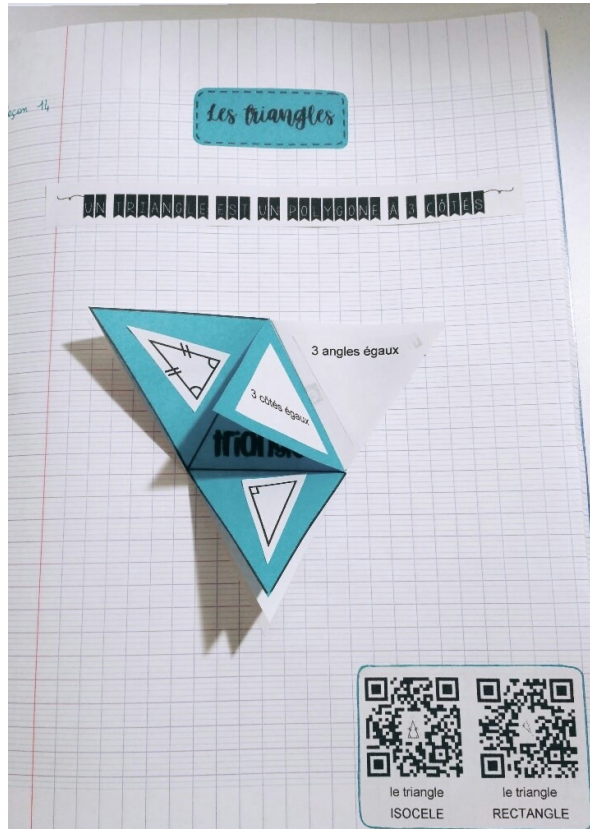 Leçon 14
Les triangles
UN TRIANGLE EST UN POLYGONE A 3 CÔTÉS
3 angles égaux
3 côtés égaux
le triangle
ISOCELE
le triangle
RECTANGLE